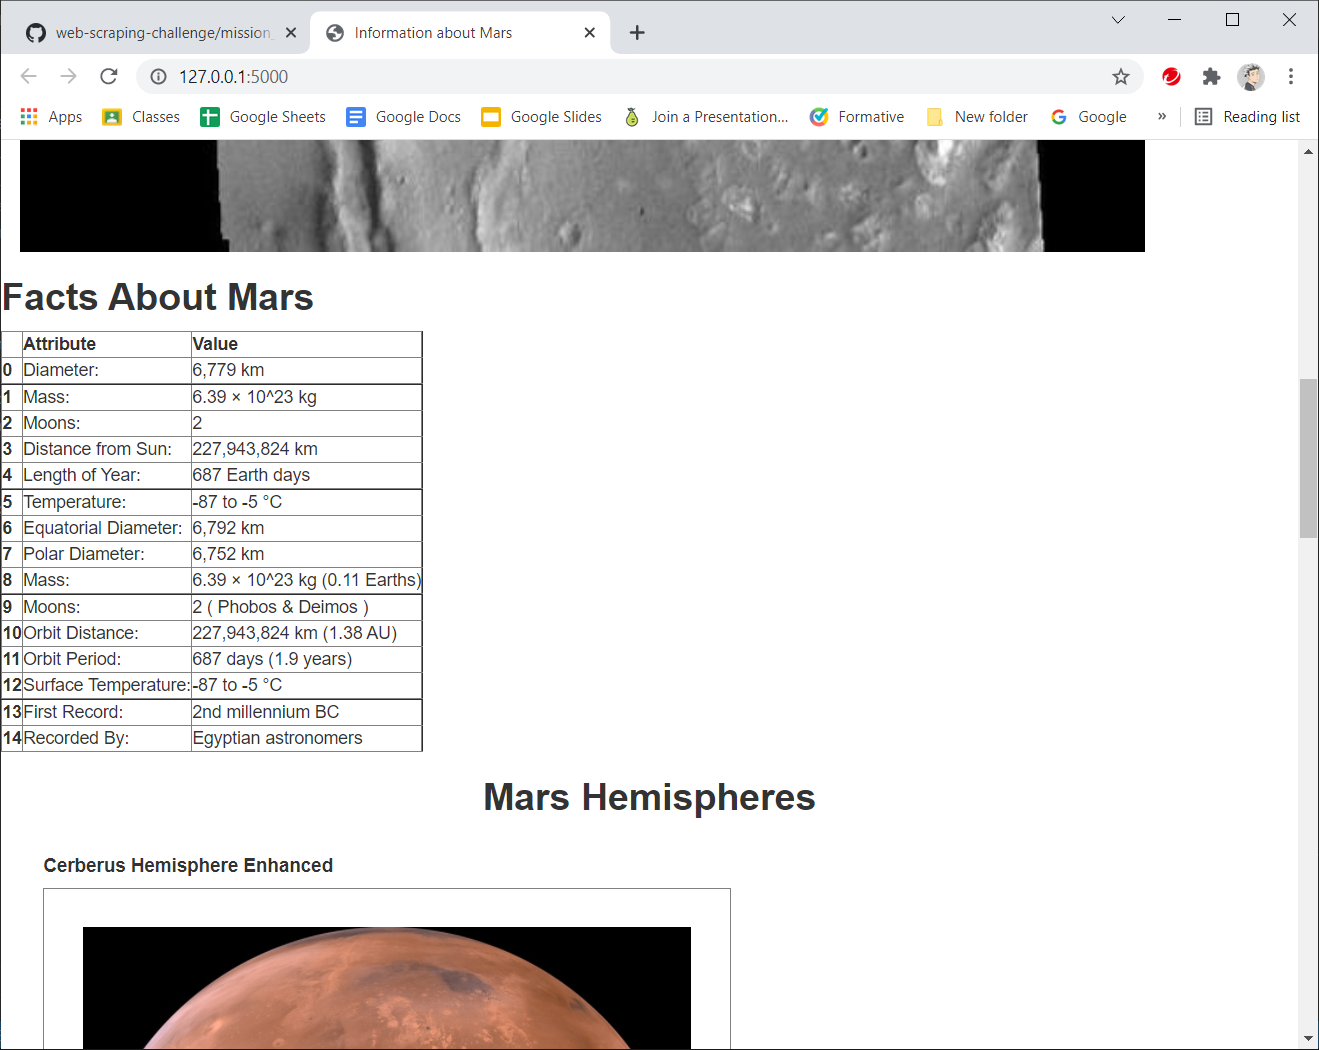 web-scraping-challenge/mission_
Information about Mars
127.0.0.1:5000
Apps Classes Google Sheets Google Docs Google Slides Join a Presentation... Formative New folder Google » Reading list
Facts About Mars
Attribute Value
0 Diameter: 6,779 km
1 Mass: 6.39 × 10^23 kg
2 Moons: 2
3 Distance from Sun: 227,943,824 km
4 Length of Year: 687 Earth days
5 Temperature: -87 to -5 °C
6 Equatorial Diameter: 6,792 km
7 Polar Diameter: 6,752 km
8 Mass: 6.39 × 10^23 kg (0.11 Earths)
9 Moons: 2 ( Phobos & Deimos )
10 Orbit Distance: 227,943,824 km (1.38 AU)
11 Orbit Period: 687 days (1.9 years)
12 Surface Temperature: -87 to -5 °C
13 First Record: 2nd millennium BC
14 Recorded By: Egyptian astronomers
Mars Hemispheres
Cerberus Hemisphere Enhanced